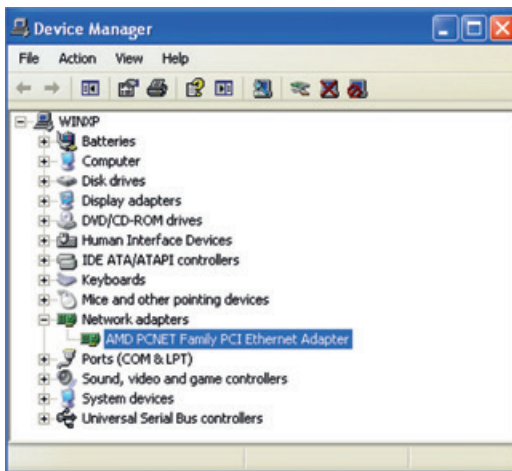 Device Manager
File Action View Help
WINXP
Batteries
Computer
Disk drives
Display adapters
DVD/CD-ROM drives
Human Interface Devices
IDE ATA/ATAPI controllers
Keyboards
Mice and other pointing devices
Network adapters
AMD PCNET Family PCI Ethernet Adapter
Ports (COM & LPT)
Sound, video and game controllers
System devices
Universal Serial Bus controllers